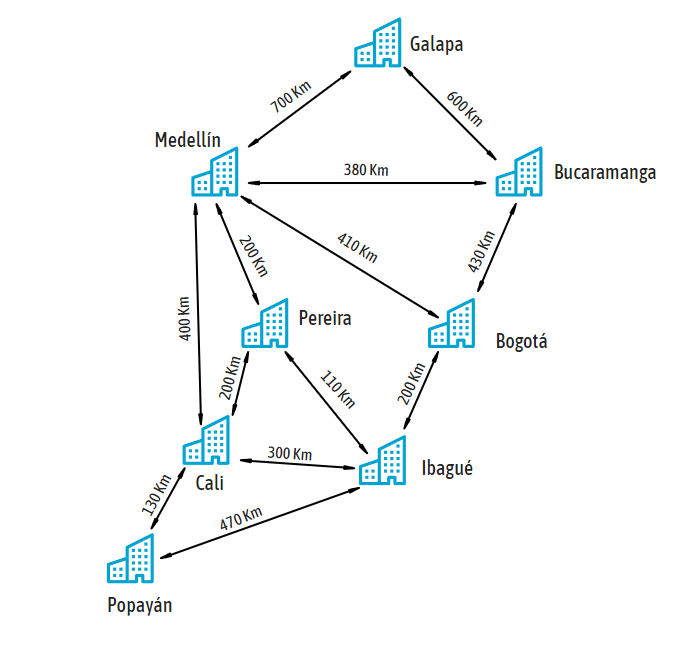 Galapa
700 Km
600 Km
Medellín
380 Km
Bucaramanga
200 Km
410 Km
430 Km
400 Km
Pereira
Bogotá
200 Km
110 Km
200 Km
300 Km
Ibagué
Cali
130 Km
470 Km
Popayán